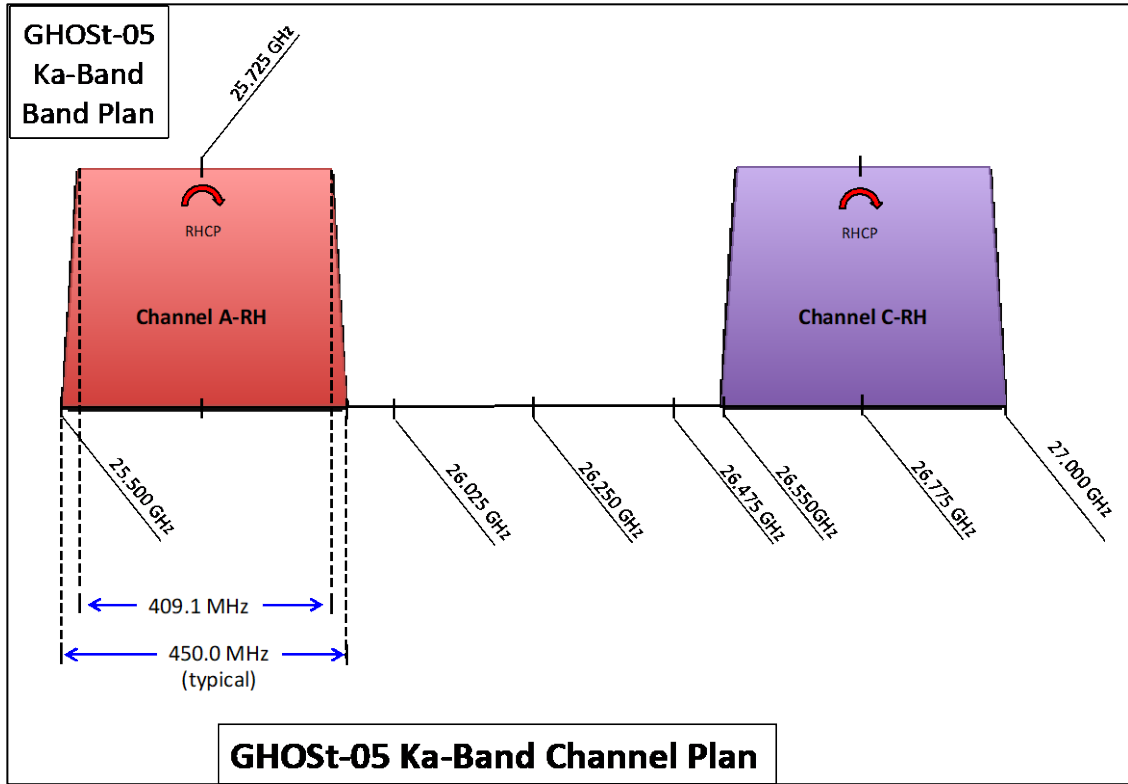 GHOSt-05
Ka-Band
Band Plan
25.725 GHz
RHCP
RHCP
Channel A-RH
Channel C-RH
25.500 GHz
26.025 GHz
26.250 GHz
26.475 GHz
26.550GHz
26.775 GHz
27.000 GHz
409.1 MHz
450.0 MHz
(typical)
GHOSt-05 Ka-Band Channel Plan